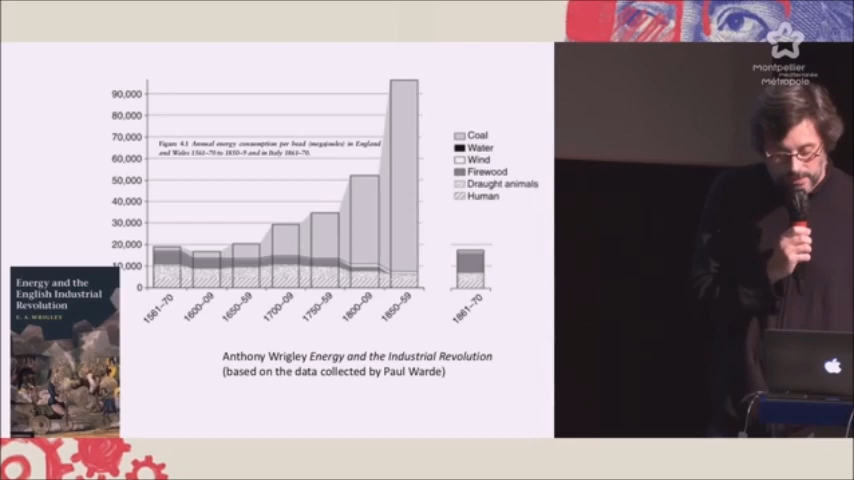 montpellier
méditerranée
Métropole
90,000
80,000
70,000
60,000
50,000
40,000
30,000
20,000
10,000
0
Figure 4.1 Annual energy consumption per head (megajoules) in England
and Wales 1561–70 to 1850–9 and in Italy 1861–70.
Coal
Water
Wind
Firewood
Draught animals
Human
1561–70
1600–09
1650–59
1700–09
1750–59
1800–09
1850–59
1861–70
Energy and the
English Industrial
Revolution
E. A. WRIGLEY
Anthony Wrigley Energy and the Industrial Revolution
(based on the data collected by Paul Warde)